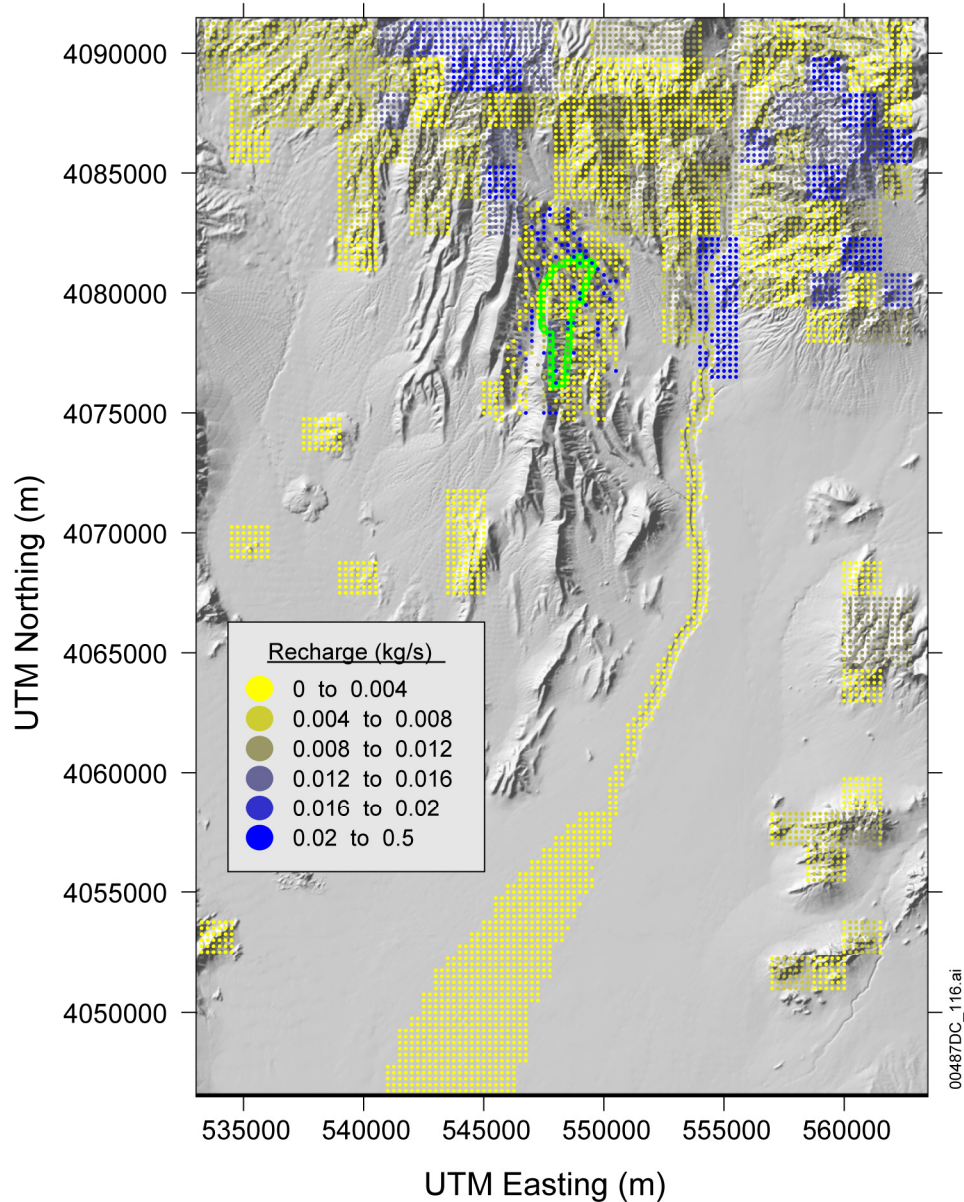 4090000
4085000
4080000
4075000
4070000
4065000
4060000
4055000
4050000
UTM Northing (m)
Recharge (kg/s)
0 to 0.004
0.004 to 0.008
0.008 to 0.012
0.012 to 0.016
0.016 to 0.02
0.02 to 0.5
00487DC_116.ai
535000 540000 545000 550000 555000 560000
UTM Easting (m)